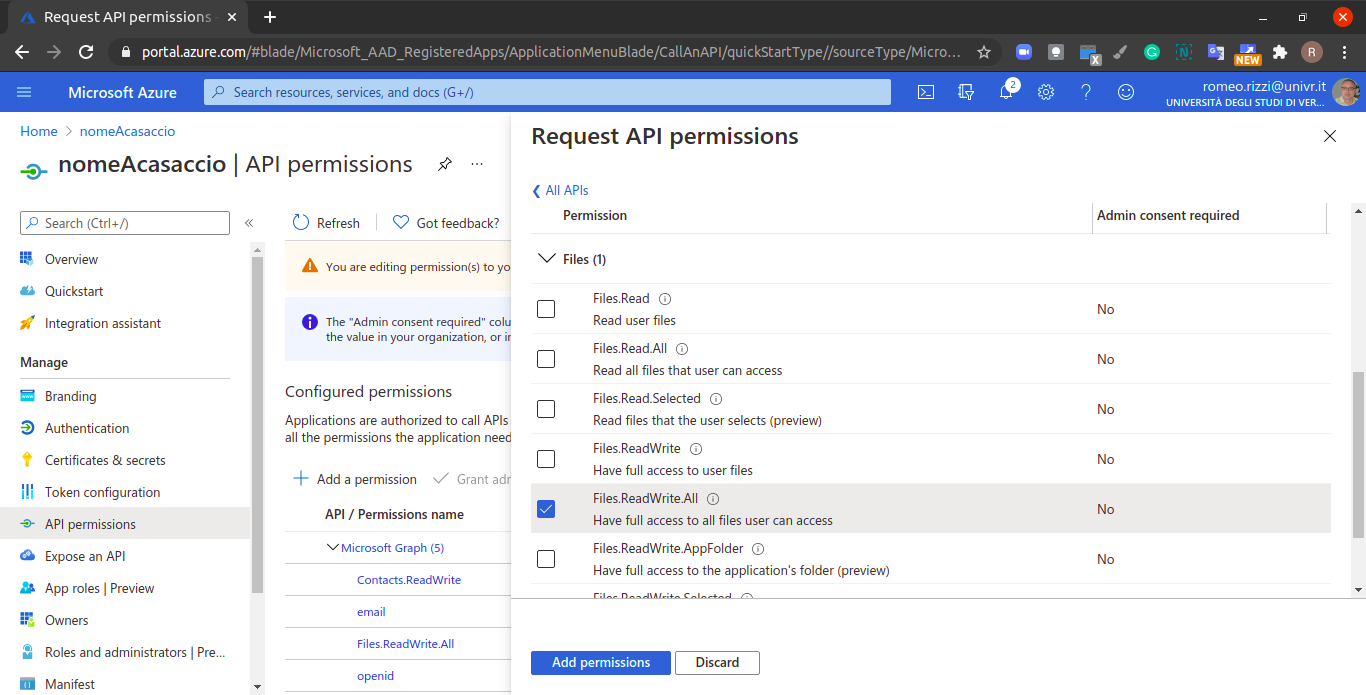 Request API permissions -
portal.azure.com/#blade/Microsoft_AAD_RegisteredApps/ApplicationMenuBlade/CallAnAPI/quickStartType//sourceType/Micro...
X
NEW
R
Microsoft Azure
Search resources, services, and docs (G+/)
2
romeo.rizzi@univr.it
UNIVERSITÀ DEGLI STUDI DI VER...
Home > nomeAcasaccio
nomeAcasaccio | API permissions
Search (Ctrl+/)
Overview
Quickstart
Integration assistant
Manage
Branding
Authentication
Certificates & secrets
Token configuration
API permissions
Expose an API
App roles | Preview
Owners
Roles and administrators | Pre...
Manifest
Refresh
Got feedback?
You are editing permission(s) to yo
The "Admin consent required" colu
the value in your organization, or in
Configured permissions
Applications are authorized to call APIs
all the permissions the application need
Add a permission
Grant adr
API / Permissions name
Microsoft Graph (5)
Contacts.ReadWrite
email
Files.ReadWrite.All
openid
Request API permissions
All APIs
Permission
Admin consent required
Files (1)
Files.Read
Read user files
No
Files.Read.All
Read all files that user can access
No
Files.Read.Selected
Read files that the user selects (preview)
No
Files.ReadWrite
Have full access to user files
No
Files.ReadWrite.All
Have full access to all files user can access
No
Files.ReadWrite.AppFolder
Have full access to the application's folder (preview)
No
Files.ReadWrite.Selected
Add permissions
Discard